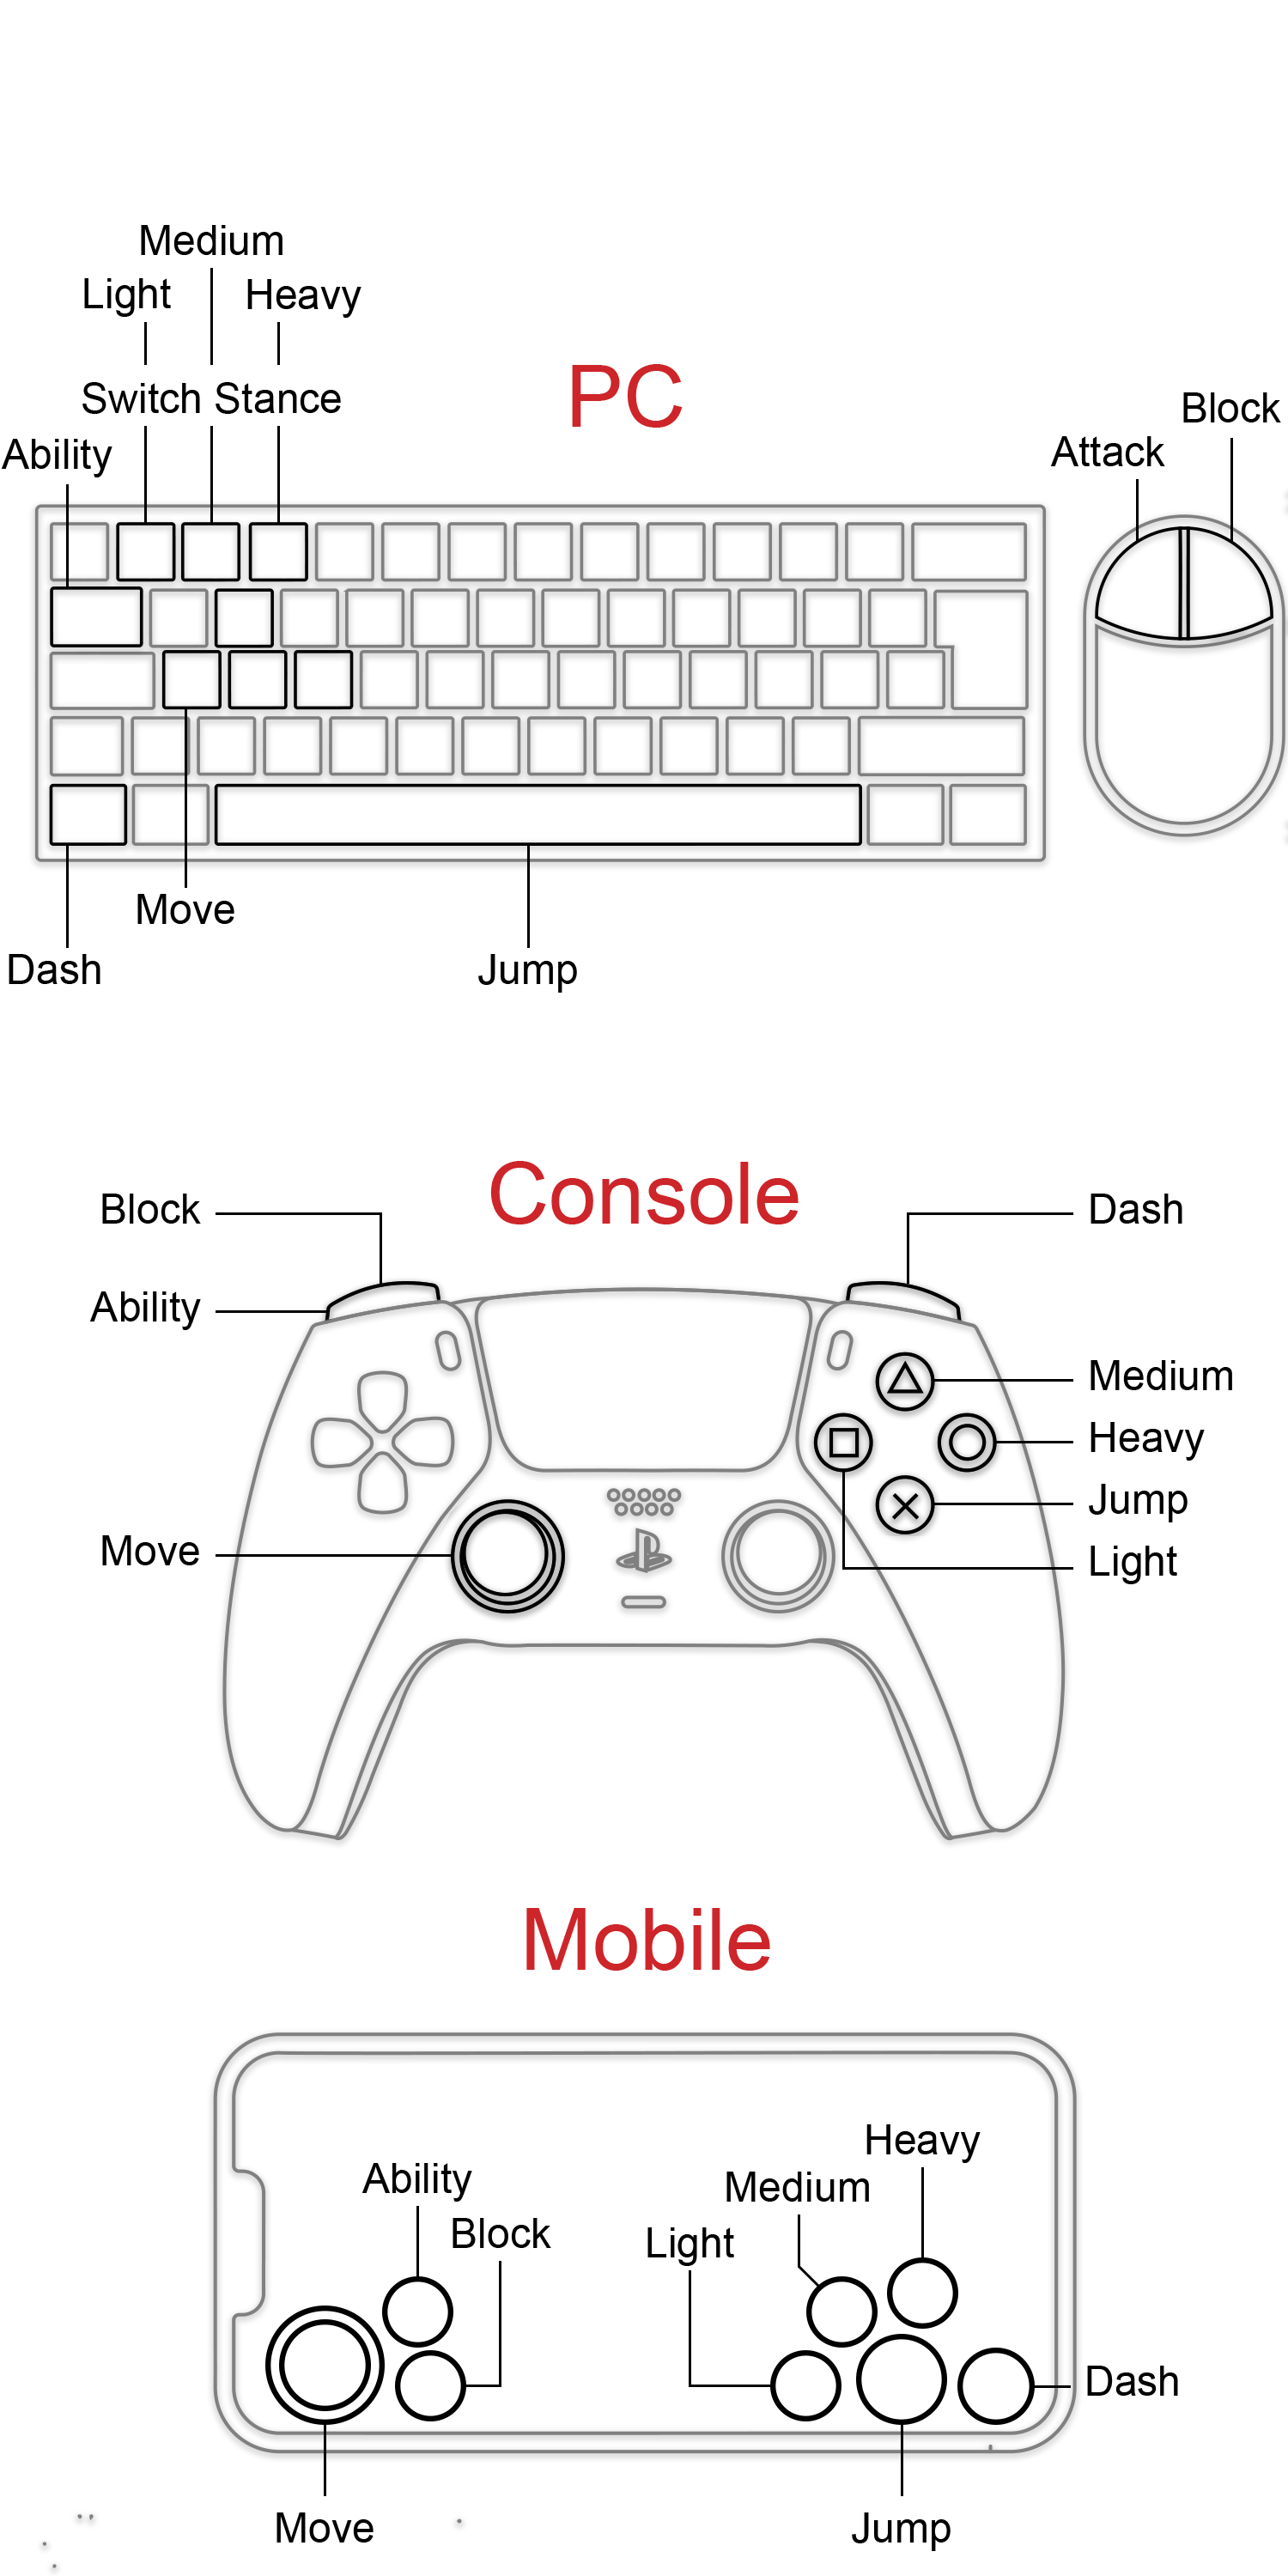 Medium
Light
Heavy
Switch Stance
Ability
PC
Block
Attack
Move
Dash
Jump
Console
Block
Dash
Ability
Medium
Heavy
Jump
Move
Light
Mobile
Heavy
Ability
Medium
Block
Light
Dash
Move
Jump